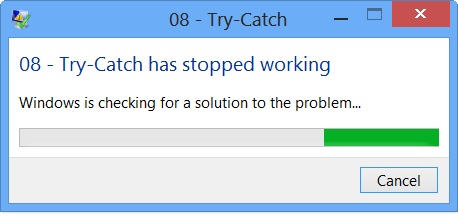 08 - Try-Catch
08 - Try-Catch has stopped working
Windows is checking for a solution to the problem...
Cancel